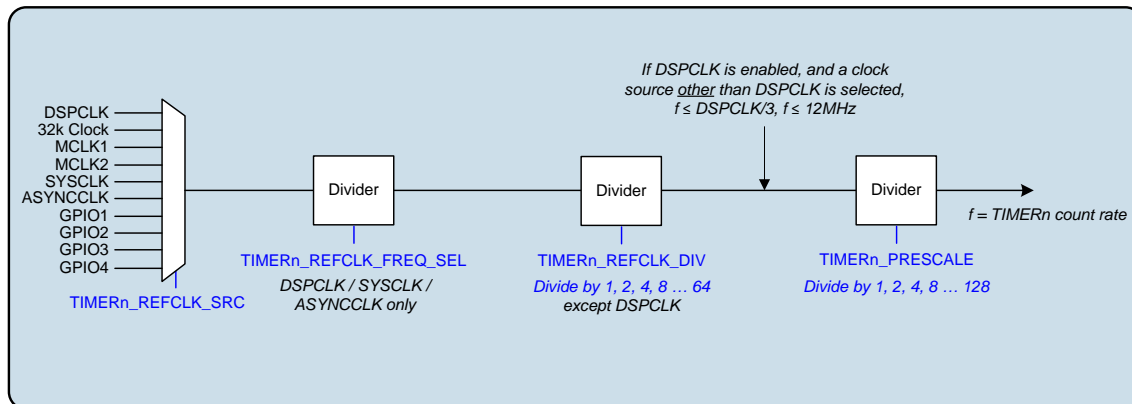 If DSPCLK is enabled, and a clock
source other than DSPCLK is selected,
f ≤ DSPCLK/3, f ≤ 12MHz
DSPCLK
32k Clock
MCLK1
MCLK2
SYSCLK
ASYNCCLK
GPIO1
GPIO2
GPIO3
GPIO4
Divider
Divider
Divider
f = TIMERn count rate
TIMERn_REFCLK_SRC
TIMERn_REFCLK_FREQ_SEL
DSPCLK / SYSCLK /
ASYNCCLK only
TIMERn_REFCLK_DIV
Divide by 1, 2, 4, 8 … 64
except DSPCLK
TIMERn_PRESCALE
Divide by 1, 2, 4, 8 … 128